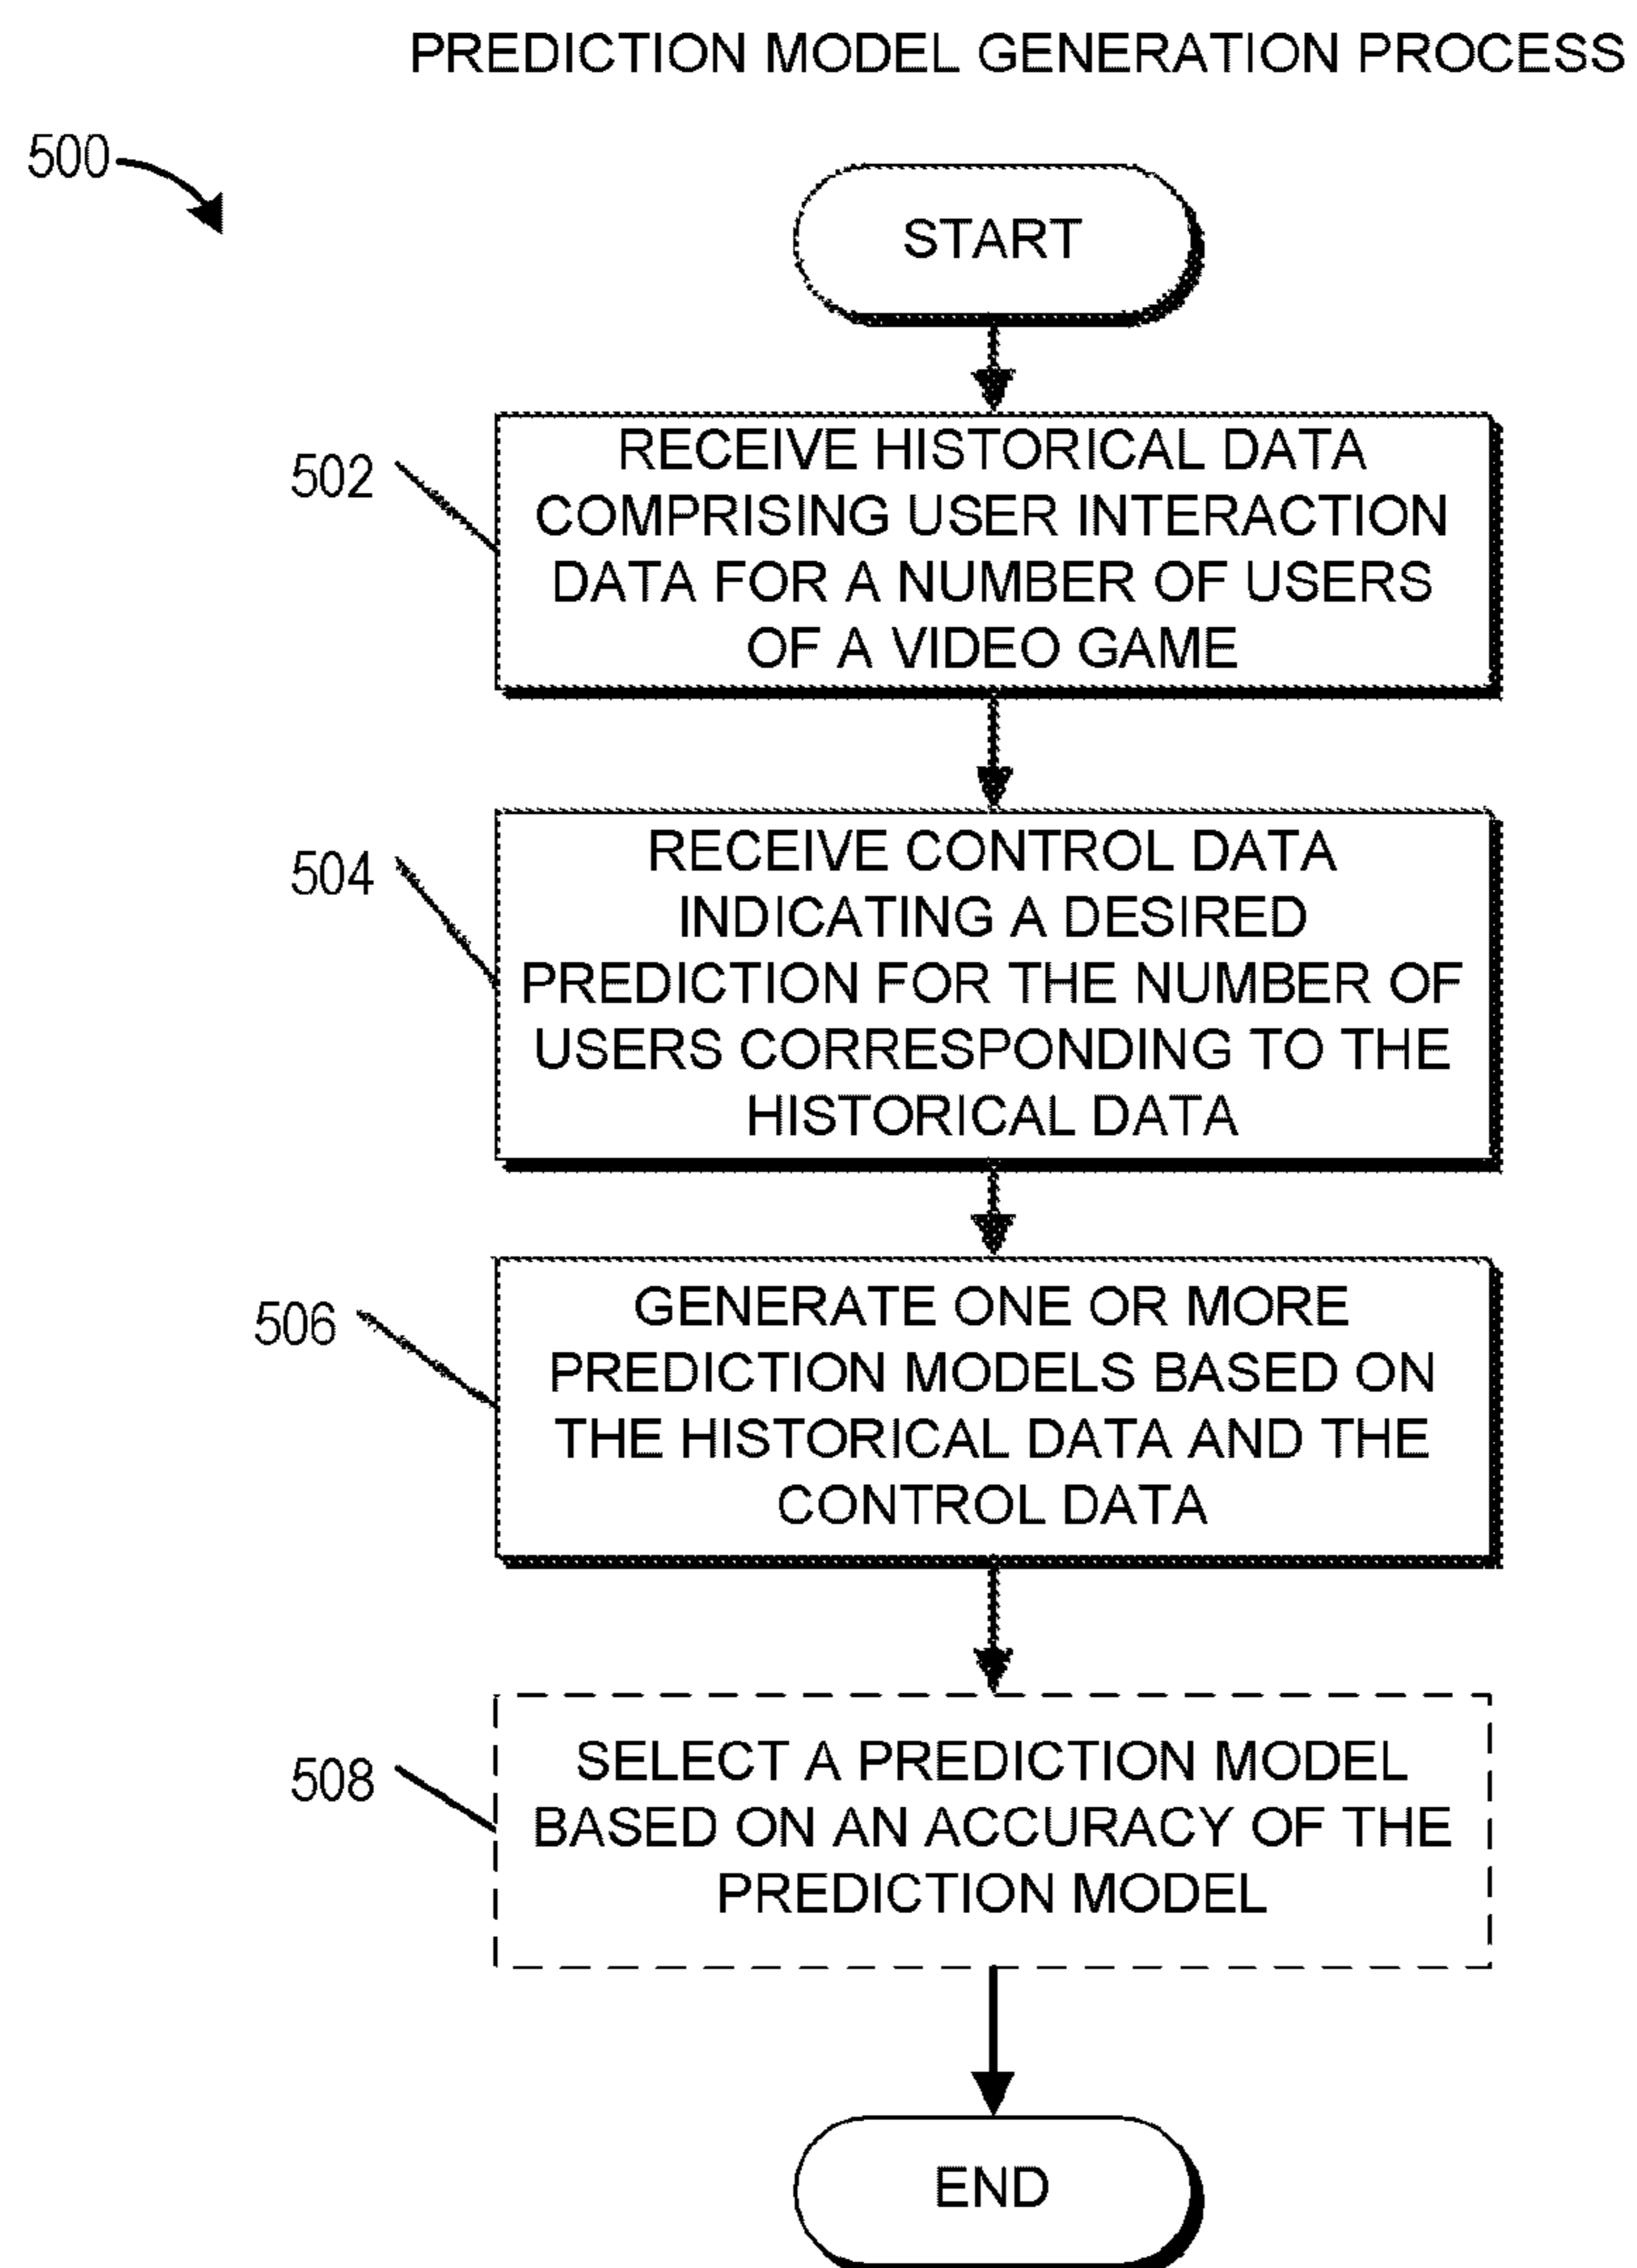 PREDICTION MODEL GENERATION PROCESS
500
START
502
RECEIVE HISTORICAL DATA
COMPRISING USER INTERACTION
DATA FOR A NUMBER OF USERS
OF A VIDEO GAME
504
RECEIVE CONTROL DATA
INDICATING A DESIRED
PREDICTION FOR THE NUMBER OF
USERS CORRESPONDING TO THE
HISTORICAL DATA
506
GENERATE ONE OR MORE
PREDICTION MODELS BASED ON
THE HISTORICAL DATA AND THE
CONTROL DATA
508
SELECT A PREDICTION MODEL
BASED ON AN ACCURACY OF THE
PREDICTION MODEL
END